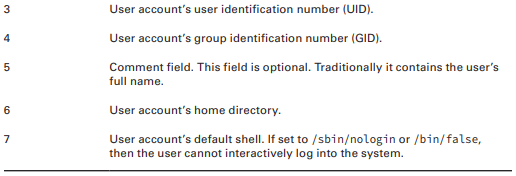 3 User account's user identification number (UID).
4 User account's group identification number (GID).
5 Comment field. This field is optional. Traditionally it contains the user's
full name.
6 User account's home directory.
7 User account's default shell. If set to /sbin/nologin or /bin/false,
then the user cannot interactively log into the system.